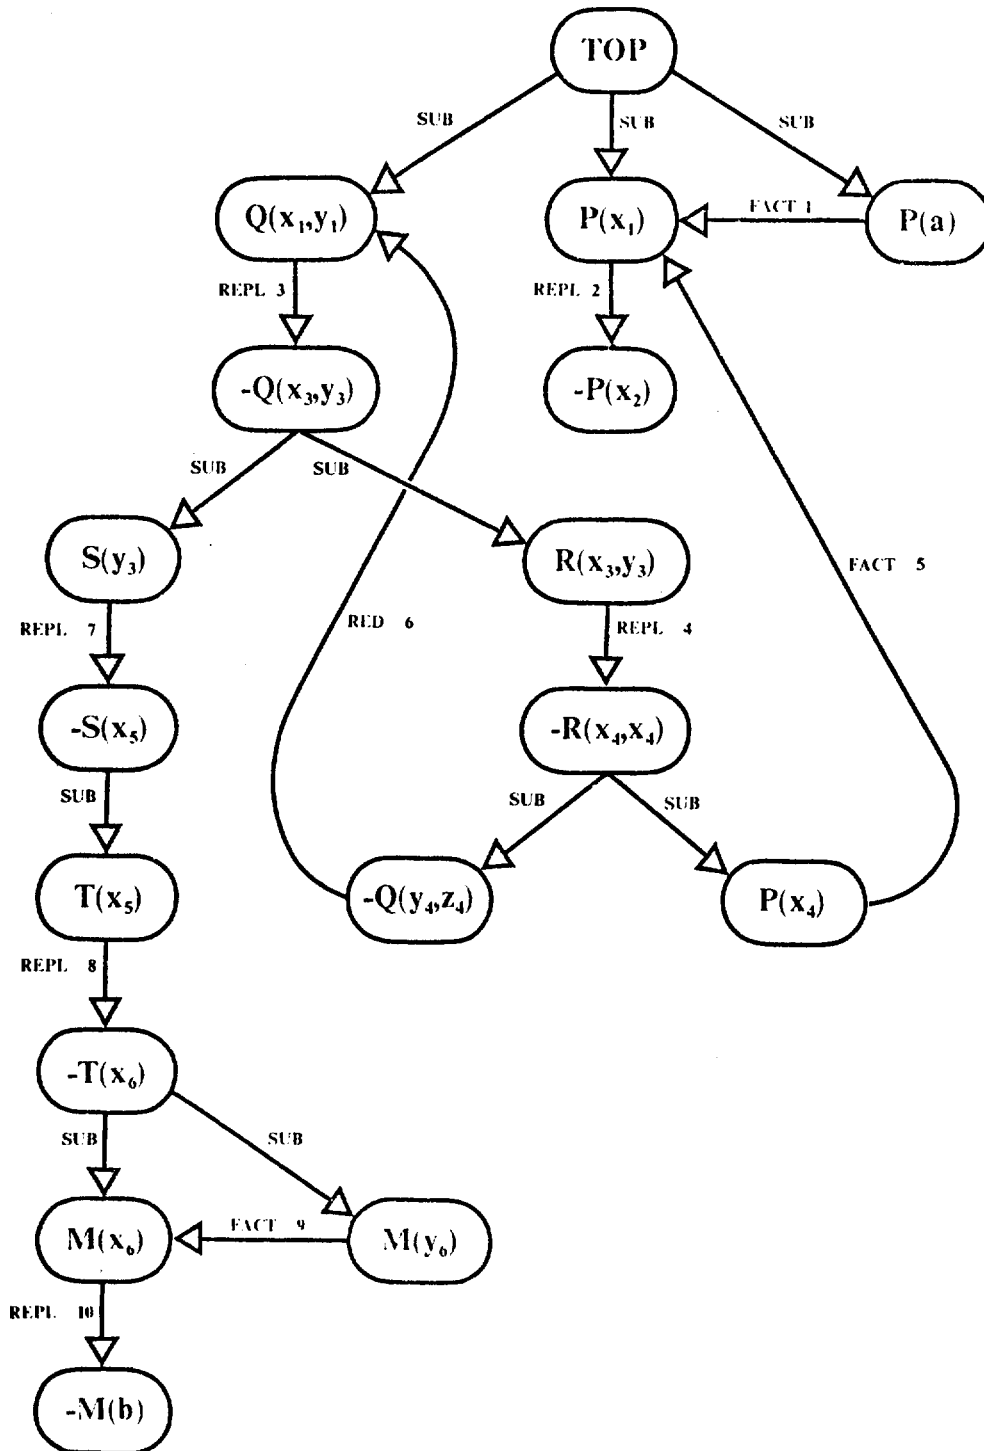 TOP
SUB
SUB
SUB
Q(x₁,y₁)
P(x₁)
FACT 1
P(a)
REPL 3
REPL 2
-Q(x₃,y₃)
-P(x₂)
SUB
SUB
S(y₃)
R(x₃,y₃)
FACT 5
REPL 7
RED 6
REPL 4
-S(x₅)
-R(x₄,x₄)
SUB
SUB
SUB
T(x₅)
-Q(y₄,z₄)
P(x₄)
REPL 8
-T(x₆)
SUB
SUB
M(x₆)
FACT 9
M(y₆)
REPL 10
-M(b)